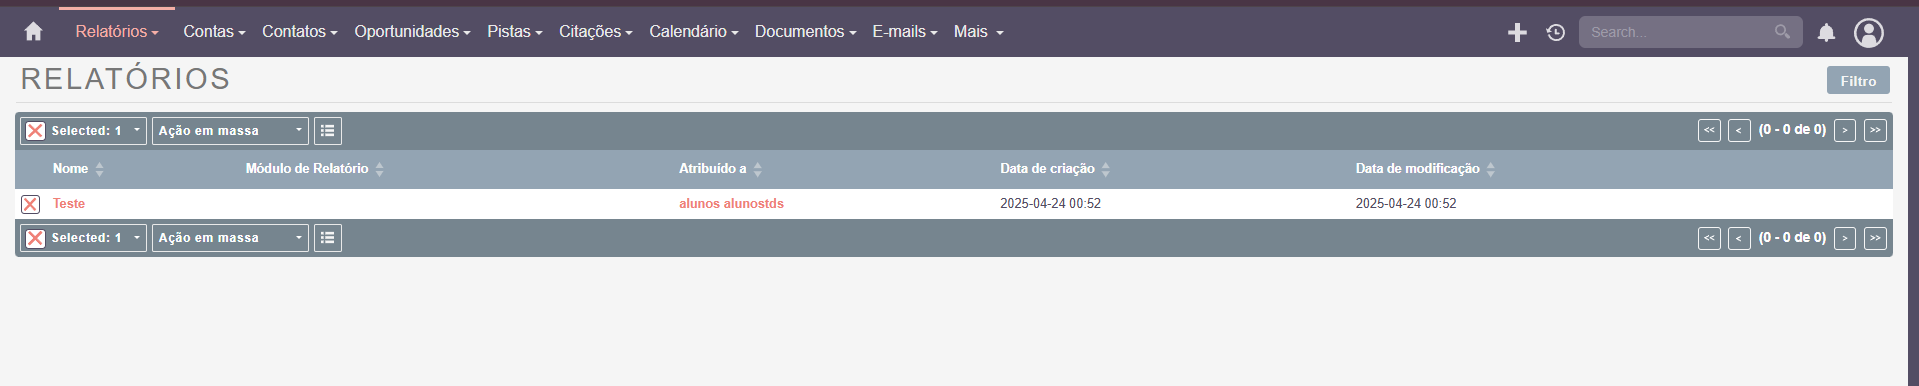 Relatórios Contas Contatos Oportunidades Pistas Citações Calendário Documentos E-mails Mais Search...
RELATÓRIOS
Filtro
Selected: 1 Ação em massa << < (0 - 0 de 0) > >>
Nome Módulo de Relatório Atribuído a Data de criação Data de modificação
Teste alunos alunostds 2025-04-24 00:52 2025-04-24 00:52
Selected: 1 Ação em massa << < (0 - 0 de 0) > >>